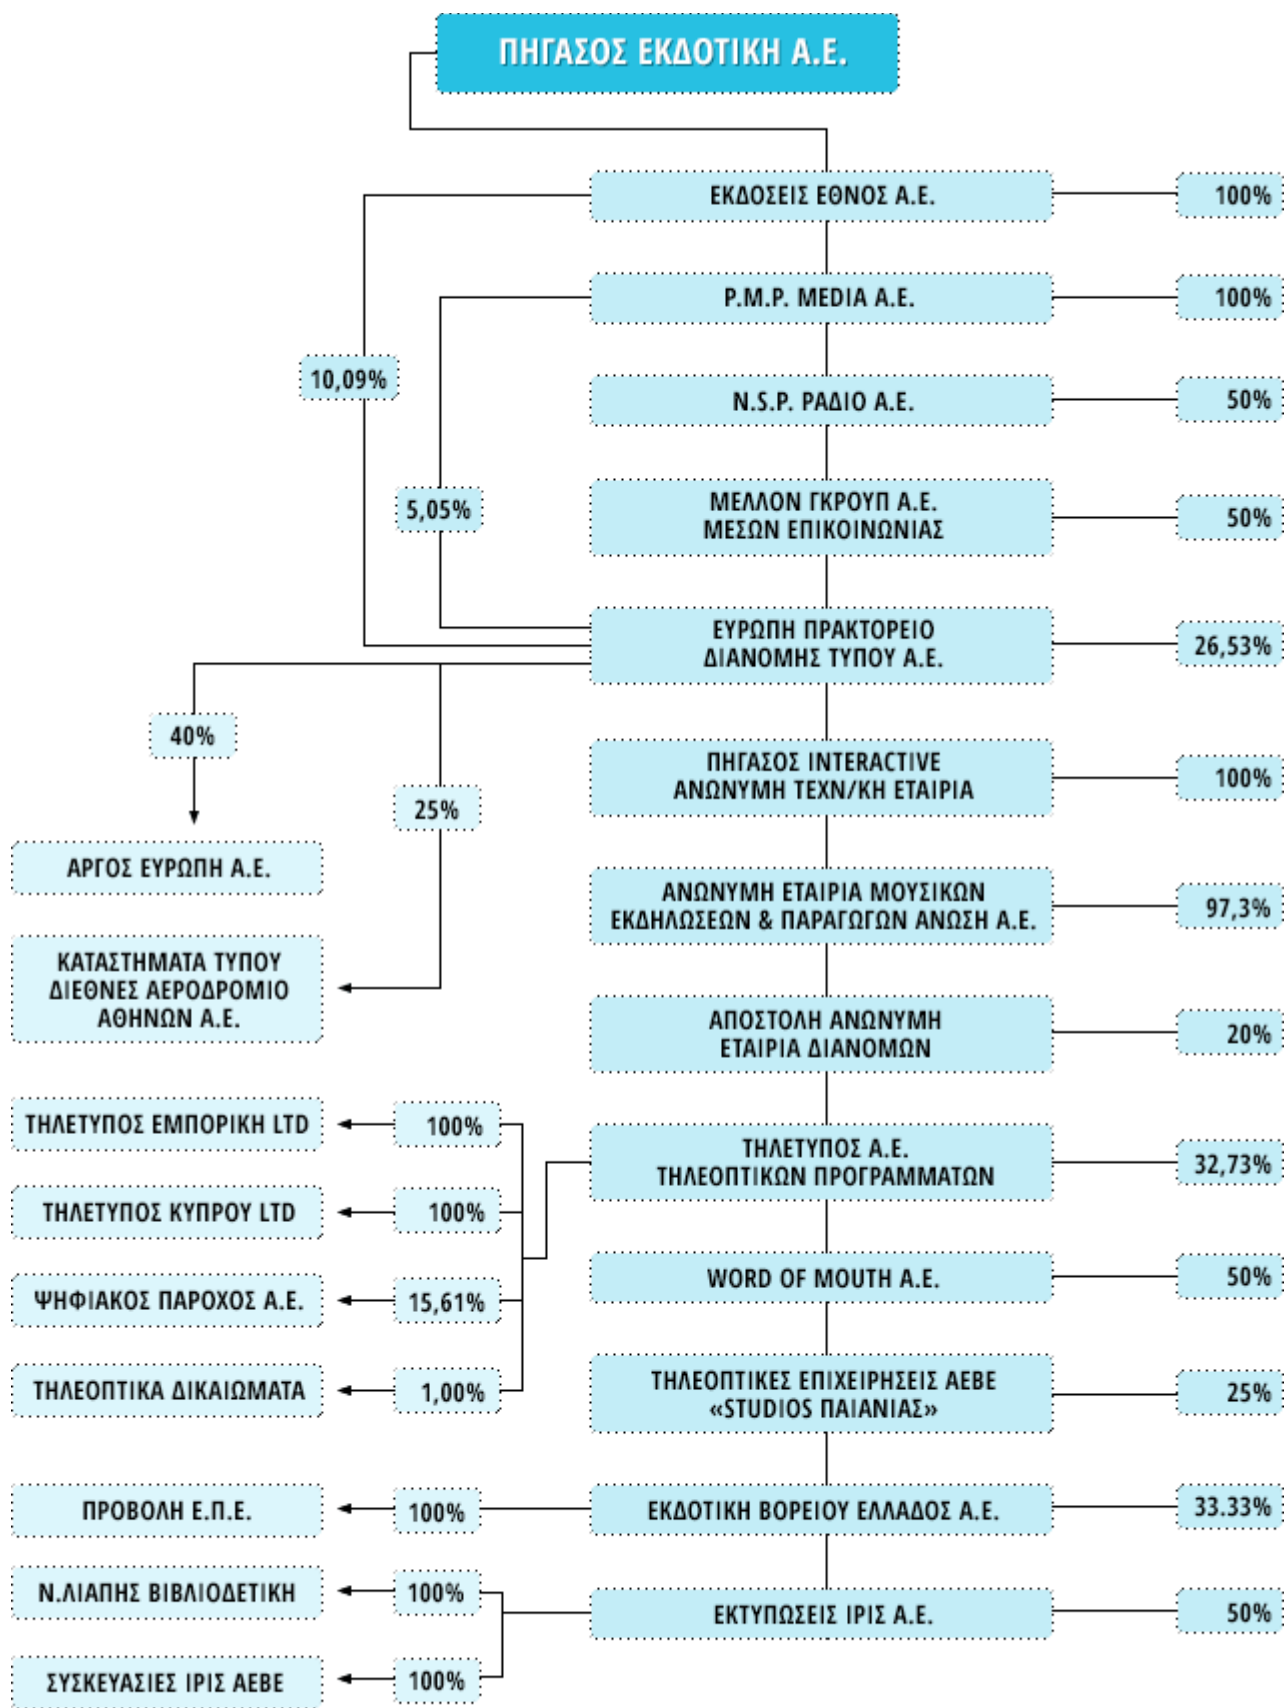 ΠΗΓΑΣΟΣ ΕΚΔΟΤΙΚΗ Α.Ε.
ΕΚΔΟΣΕΙΣ ΕΘΝΟΣ Α.Ε.
100%
P.M.P. MEDIA A.E.
100%
10,09%
N.S.P. ΡΑΔΙΟ Α.Ε.
50%
5,05%
ΜΕΛΛΟΝ ΓΚΡΟΥΠ Α.Ε.
ΜΕΣΩΝ ΕΠΙΚΟΙΝΩΝΙΑΣ
50%
ΕΥΡΩΠΗ ΠΡΑΚΤΟΡΕΙΟ
ΔΙΑΝΟΜΗΣ ΤΥΠΟΥ Α.Ε.
26,53%
40%
25%
ΠΗΓΑΣΟΣ INTERACTIVE
ΑΝΩΝΥΜΗ ΤΕΧΝ/ΚΗ ΕΤΑΙΡΙΑ
100%
ΑΡΓΟΣ ΕΥΡΩΠΗ Α.Ε.
ΑΝΩΝΥΜΗ ΕΤΑΙΡΙΑ ΜΟΥΣΙΚΩΝ
ΕΚΔΗΛΩΣΕΩΝ & ΠΑΡΑΓΩΓΩΝ ΑΝΩΣΗ Α.Ε.
97,3%
ΚΑΤΑΣΤΗΜΑΤΑ ΤΥΠΟΥ
ΔΙΕΘΝΕΣ ΑΕΡΟΔΡΟΜΙΟ
ΑΘΗΝΩΝ Α.Ε.
ΑΠΟΣΤΟΛΗ ΑΝΩΝΥΜΗ
ΕΤΑΙΡΙΑ ΔΙΑΝΟΜΩΝ
20%
ΤΗΛΕΤΥΠΟΣ ΕΜΠΟΡΙΚΗ LTD
100%
ΤΗΛΕΤΥΠΟΣ Α.Ε.
ΤΗΛΕΟΠΤΙΚΩΝ ΠΡΟΓΡΑΜΜΑΤΩΝ
32,73%
ΤΗΛΕΤΥΠΟΣ ΚΥΠΡΟΥ LTD
100%
ΨΗΦΙΑΚΟΣ ΠΑΡΟΧΟΣ Α.Ε.
15,61%
WORD OF MOUTH A.E.
50%
ΤΗΛΕΟΠΤΙΚΑ ΔΙΚΑΙΩΜΑΤΑ
1,00%
ΤΗΛΕΟΠΤΙΚΕΣ ΕΠΙΧΕΙΡΗΣΕΙΣ ΑΕΒΕ
«STUDIOS ΠΑΙΑΝΙΑΣ»
25%
ΠΡΟΒΟΛΗ Ε.Π.Ε.
100%
ΕΚΔΟΤΙΚΗ ΒΟΡΕΙΟΥ ΕΛΛΑΔΟΣ Α.Ε.
33.33%
Ν.ΛΙΑΠΗΣ ΒΙΒΛΙΟΔΕΤΙΚΗ
100%
ΕΚΤΥΠΩΣΕΙΣ ΙΡΙΣ Α.Ε.
50%
ΣΥΣΚΕΥΑΣΙΕΣ ΙΡΙΣ ΑΕΒΕ
100%